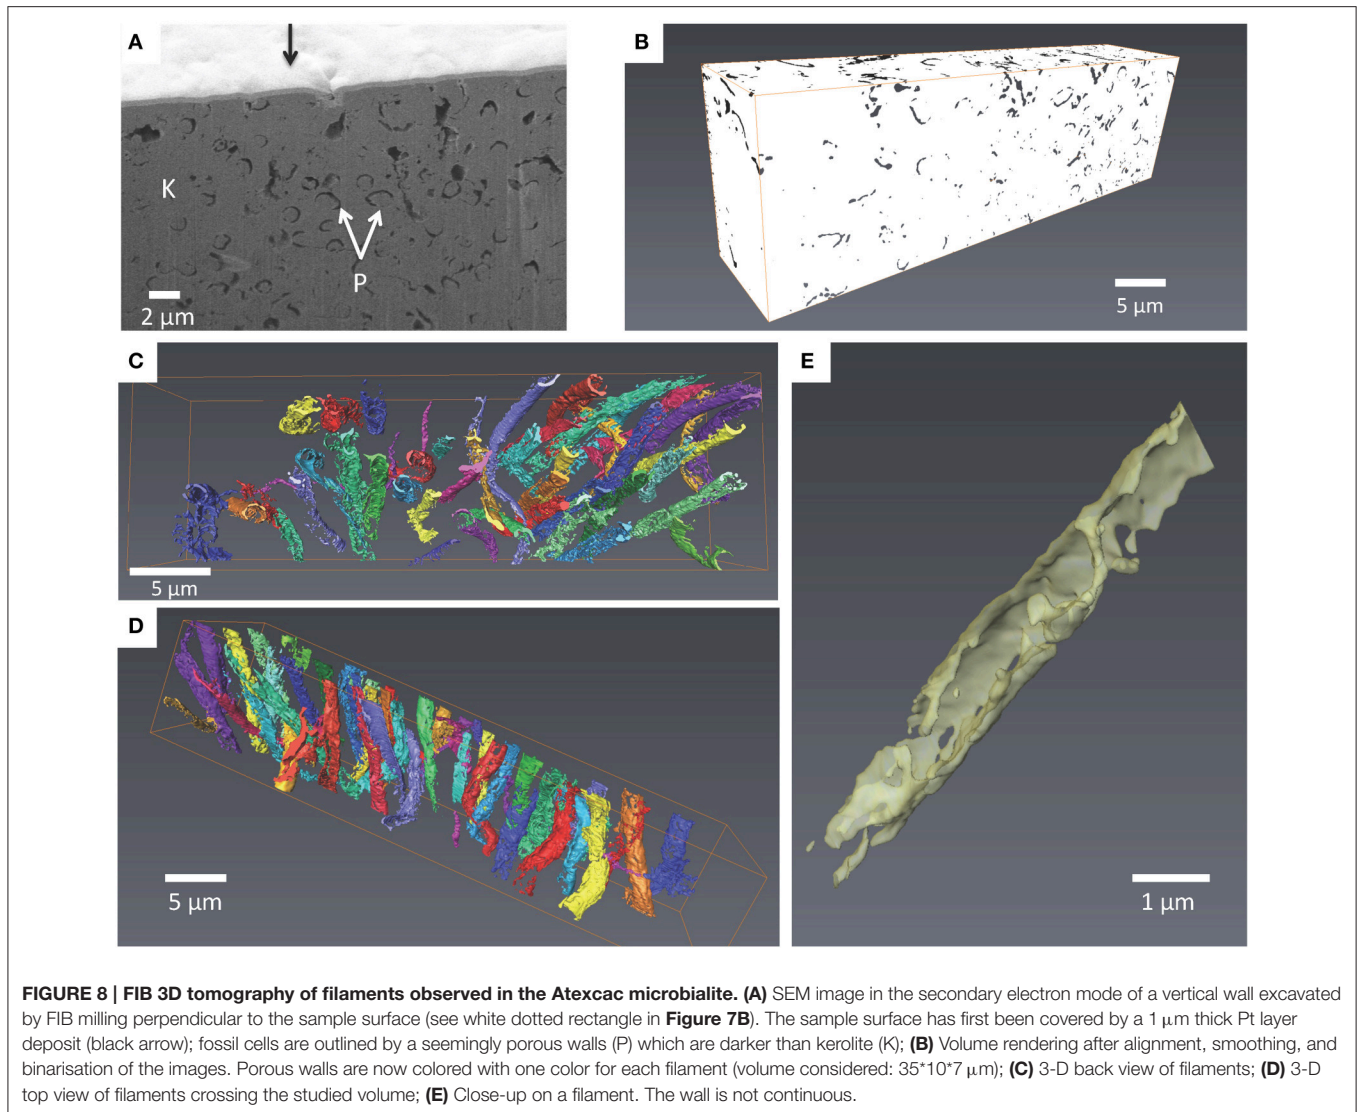 A
K
P
2 μm
B
5 μm
C
5 μm
D
5 μm
E
1 μm
FIGURE 8 | FIB 3D tomography of filaments observed in the Atexcac microbialite. (A) SEM image in the secondary electron mode of a vertical wall excavated
by FIB milling perpendicular to the sample surface (see white dotted rectangle in Figure 7B). The sample surface has first been covered by a 1 μm thick Pt layer
deposit (black arrow); fossil cells are outlined by a seemingly porous walls (P) which are darker than kerolite (K); (B) Volume rendering after alignment, smoothing, and
binarisation of the images. Porous walls are now colored with one color for each filament (volume considered: 35*10*7 μm); (C) 3-D back view of filaments; (D) 3-D
top view of filaments crossing the studied volume; (E) Close-up on a filament. The wall is not continuous.